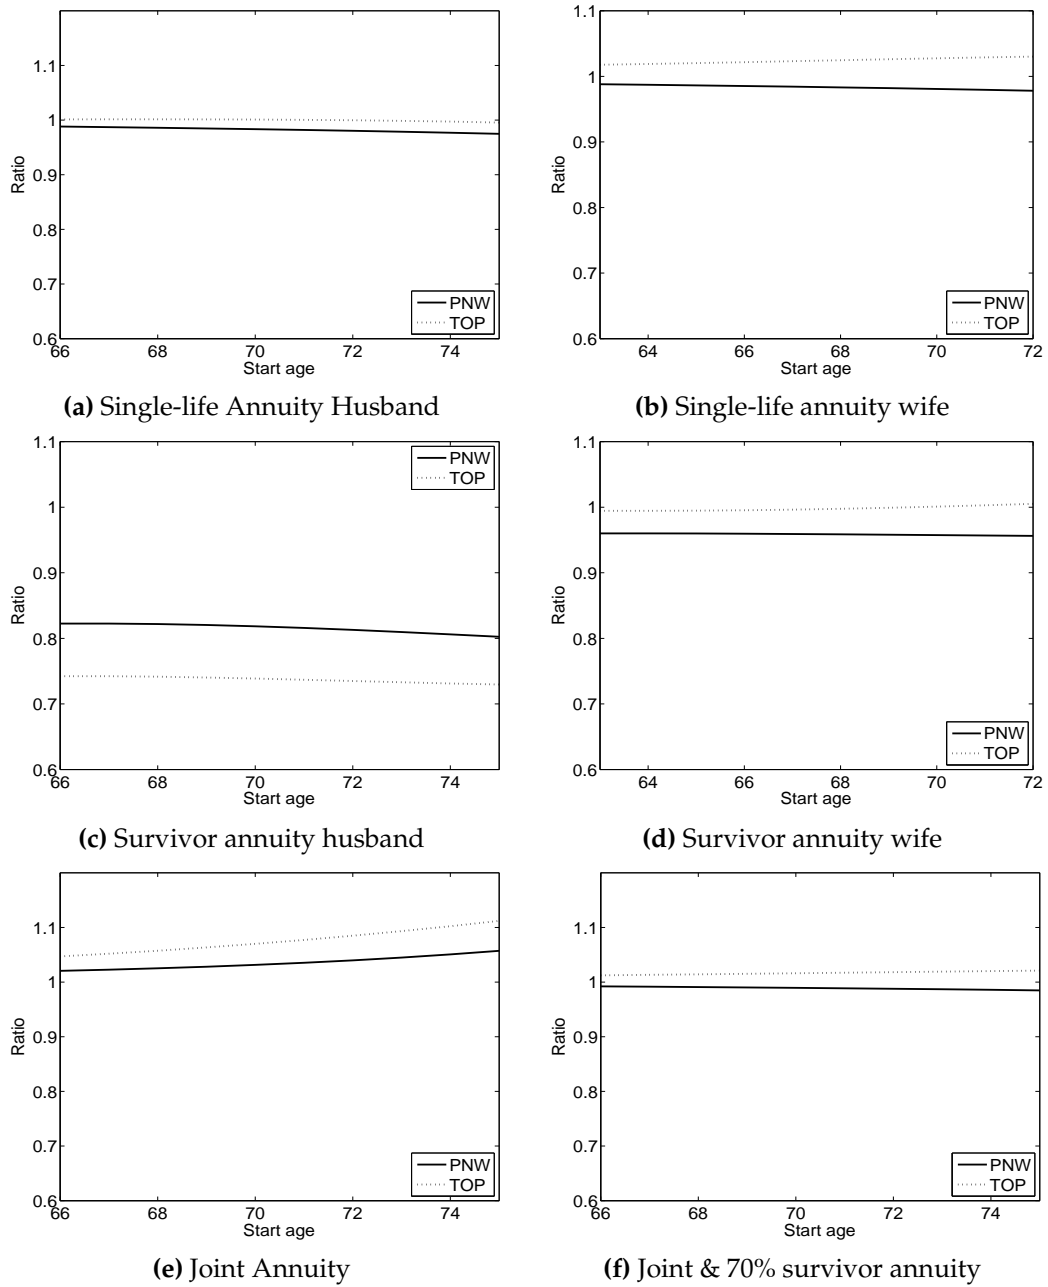 1.1
1
0.9
0.8
0.7
0.6
66 68 70 72 74
Ratio
Start age
PNW
TOP
(a) Single-life Annuity Husband
1.1
1
0.9
0.8
0.7
0.6
64 66 68 70 72
Ratio
Start age
PNW
TOP
(b) Single-life annuity wife
1.1
1
0.9
0.8
0.7
0.6
66 68 70 72 74
Ratio
Start age
PNW
TOP
(c) Survivor annuity husband
1.1
1
0.9
0.8
0.7
0.6
64 66 68 70 72
Ratio
Start age
PNW
TOP
(d) Survivor annuity wife
1.1
1
0.9
0.8
0.7
0.6
66 68 70 72 74
Ratio
Start age
PNW
TOP
(e) Joint Annuity
1.1
1
0.9
0.8
0.7
0.6
66 68 70 72 74
Ratio
Start age
PNW
TOP
(f) Joint & 70% survivor annuity